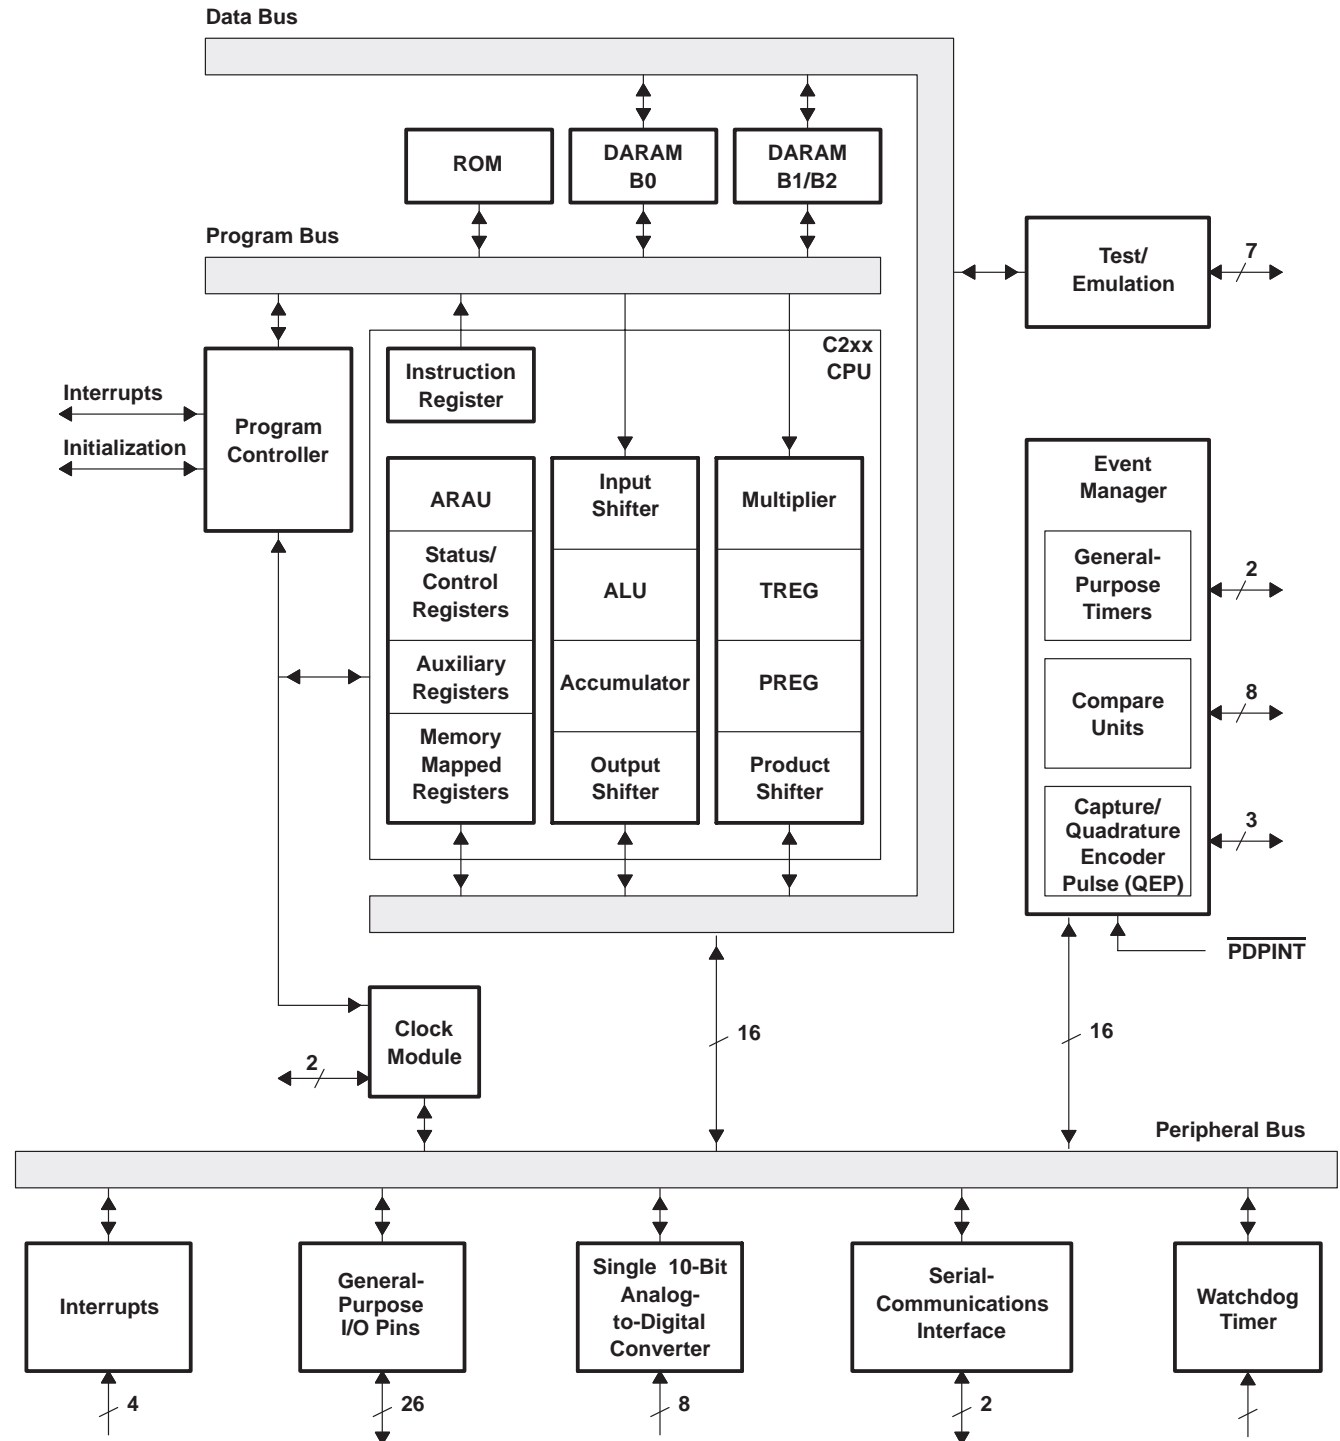 Data Bus
ROM
DARAM
B0
DARAM
B1/B2
Program Bus
Test/
Emulation
7
C2xx
CPU
Instruction
Register
Interrupts
Initialization
Program
Controller
Event
Manager
ARAU
Status/
Control
Registers
Auxiliary
Registers
Memory
Mapped
Registers
Input
Shifter
ALU
Accumulator
Output
Shifter
Multiplier
TREG
PREG
Product
Shifter
General-
Purpose
Timers
2
Compare
Units
8
Capture/
Quadrature
Encoder
Pulse (QEP)
3
PDPINT
Clock
Module
2
16
16
Peripheral Bus
Interrupts
General-
Purpose
I/O Pins
Single 10-Bit
Analog-
to-Digital
Converter
Serial-
Communications
Interface
Watchdog
Timer
4
26
8
2